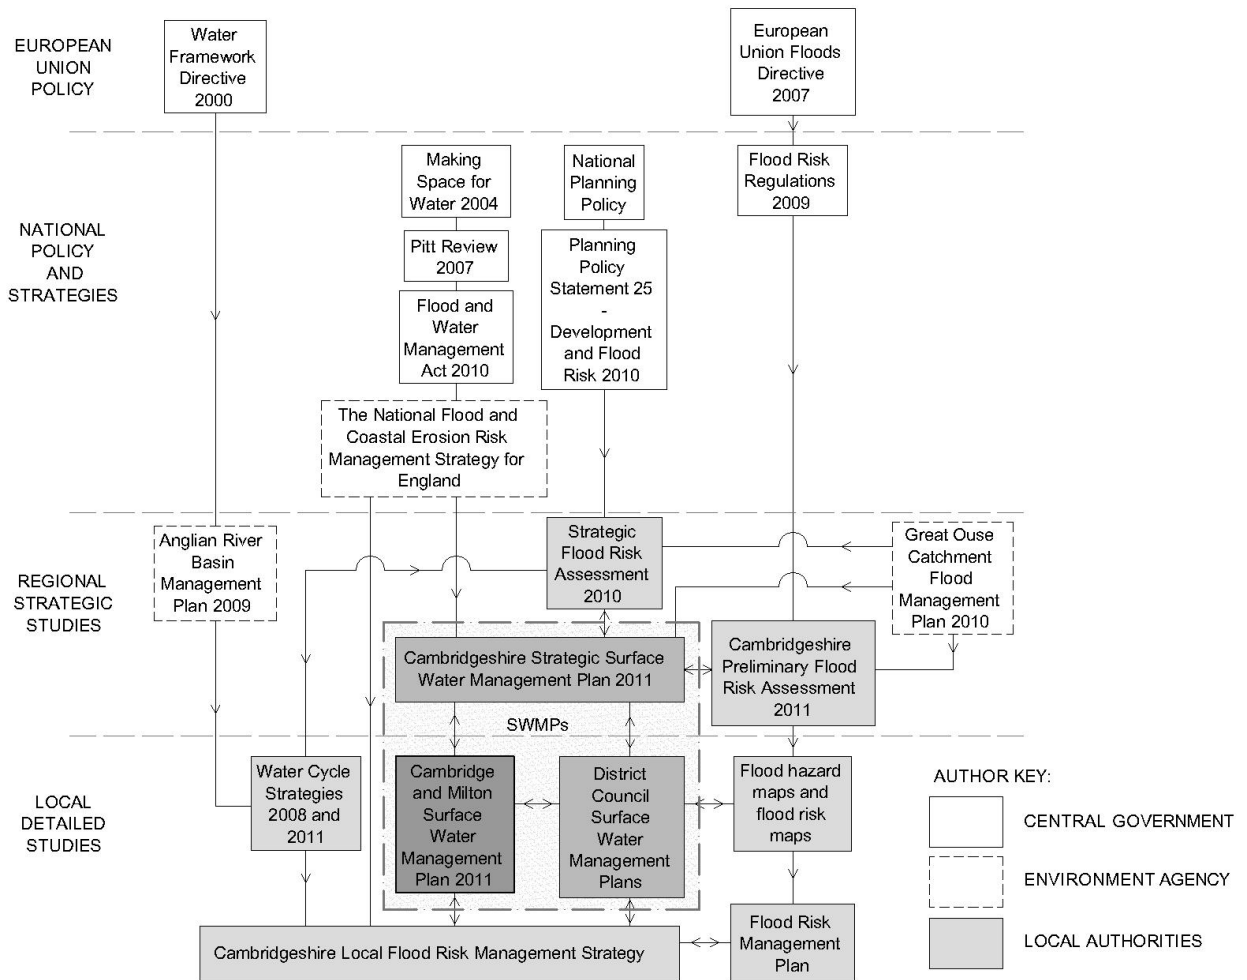 EUROPEAN
UNION
POLICY
Water
Framework
Directive
2000
European
Union Floods
Directive
2007
NATIONAL
POLICY
AND
STRATEGIES
Making
Space for
Water 2004
Pitt Review
2007
Flood and
Water
Management
Act 2010
The National Flood and
Coastal Erosion Risk
Management Strategy for
England
National
Planning
Policy
Planning
Policy
Statement 25
-
Development
and Flood
Risk 2010
Flood Risk
Regulations
2009
REGIONAL
STRATEGIC
STUDIES
Anglian River
Basin
Management
Plan 2009
Strategic
Flood Risk
Assessment
2010
Great Ouse
Catchment
Flood
Management
Plan 2010
Cambridgeshire Strategic Surface
Water Management Plan 2011
Cambridgeshire
Preliminary Flood
Risk Assessment
2011
SWMPs
LOCAL
DETAILED
STUDIES
Water Cycle
Strategies
2008 and
2011
Cambridge
and Milton
Surface
Water
Management
Plan 2011
District
Council
Surface
Water
Management
Plans
Flood hazard
maps and
flood risk
maps
Cambridgeshire Local Flood Risk Management Strategy
Flood Risk
Management
Plan
AUTHOR KEY:
CENTRAL GOVERNMENT
ENVIRONMENT AGENCY
LOCAL AUTHORITIES